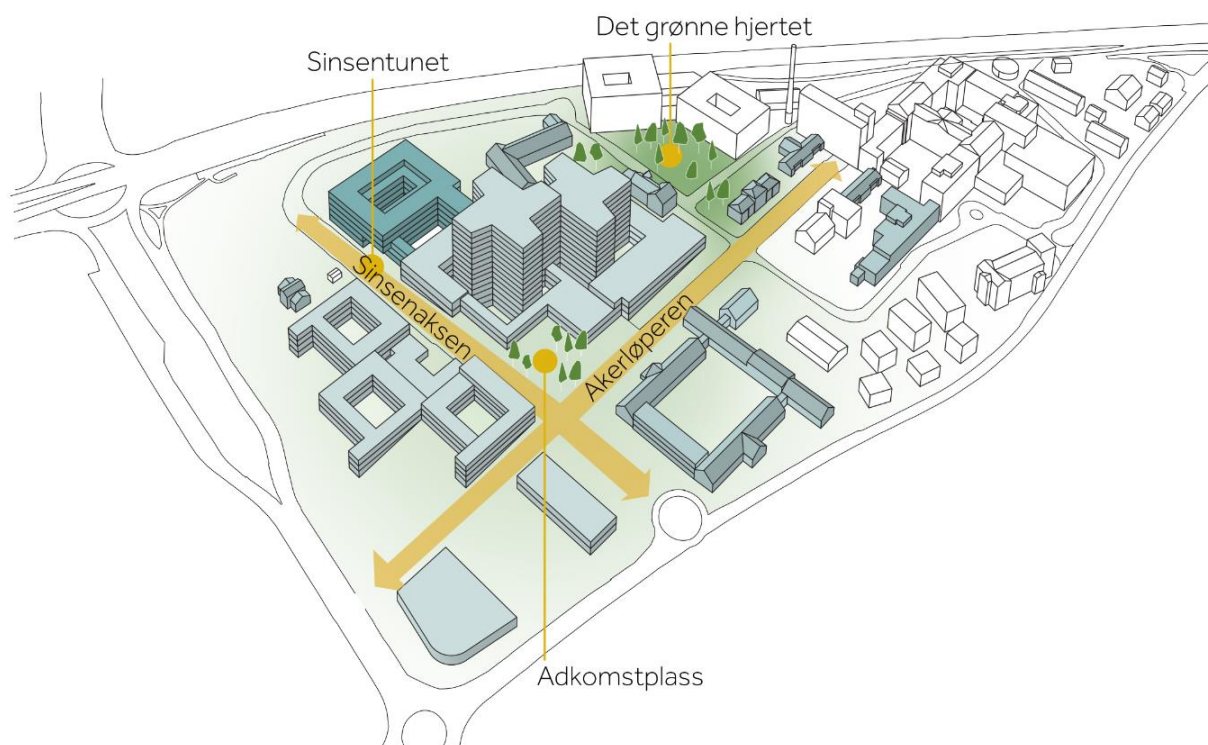 Det grønne hjertet
Sinsentunet
Sinsenaksen
Akerløperen
Adkomstplass